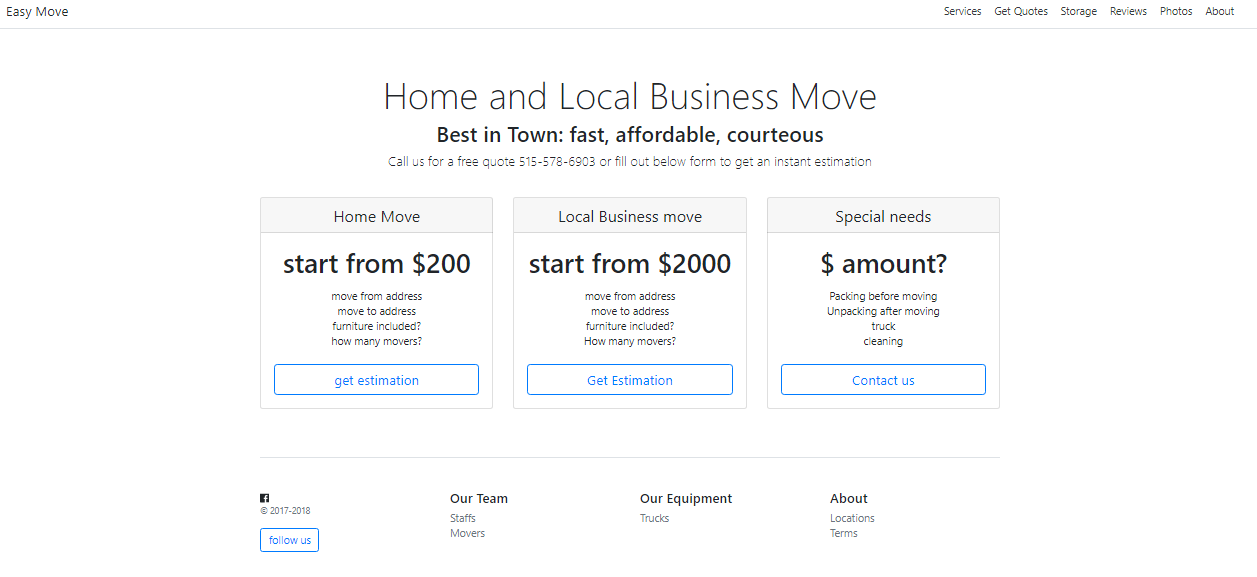 Easy Move Services Get Quotes Storage Reviews Photos About
Home and Local Business Move
Best in Town: fast, affordable, courteous
Call us for a free quote 515-578-6903 or fill out below form to get an instant estimation
Home Move
start from $200
move from address
move to address
furniture included?
how many movers?
get estimation
Local Business move
start from $2000
move from address
move to address
furniture included?
How many movers?
Get Estimation
Special needs
$ amount?
Packing before moving
Unpacking after moving
truck
cleaning
Contact us
© 2017-2018
follow us
Our Team
Staffs
Movers
Our Equipment
Trucks
About
Locations
Terms